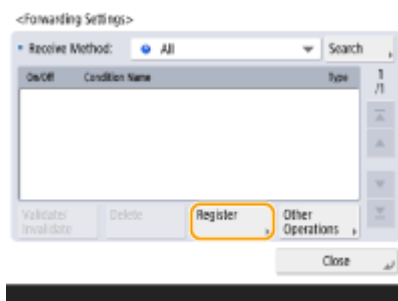 <Forwarding Settings>
Receive Method: All Search
On/Off Condition Name Type 1
/1
Validate/ Delete Register Other
Invalidate Operations
Close